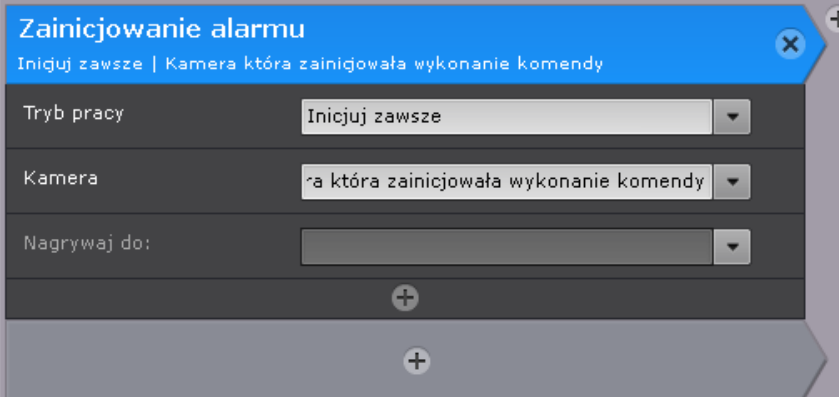 Zainicjowanie alarmu
Inicjuj zawsze | Kamera która zainicjowała wykonanie komendy
Tryb pracy
Inicjuj zawsze
Kamera
ra która zainicjowała wykonanie komendy
Nagrywaj do: